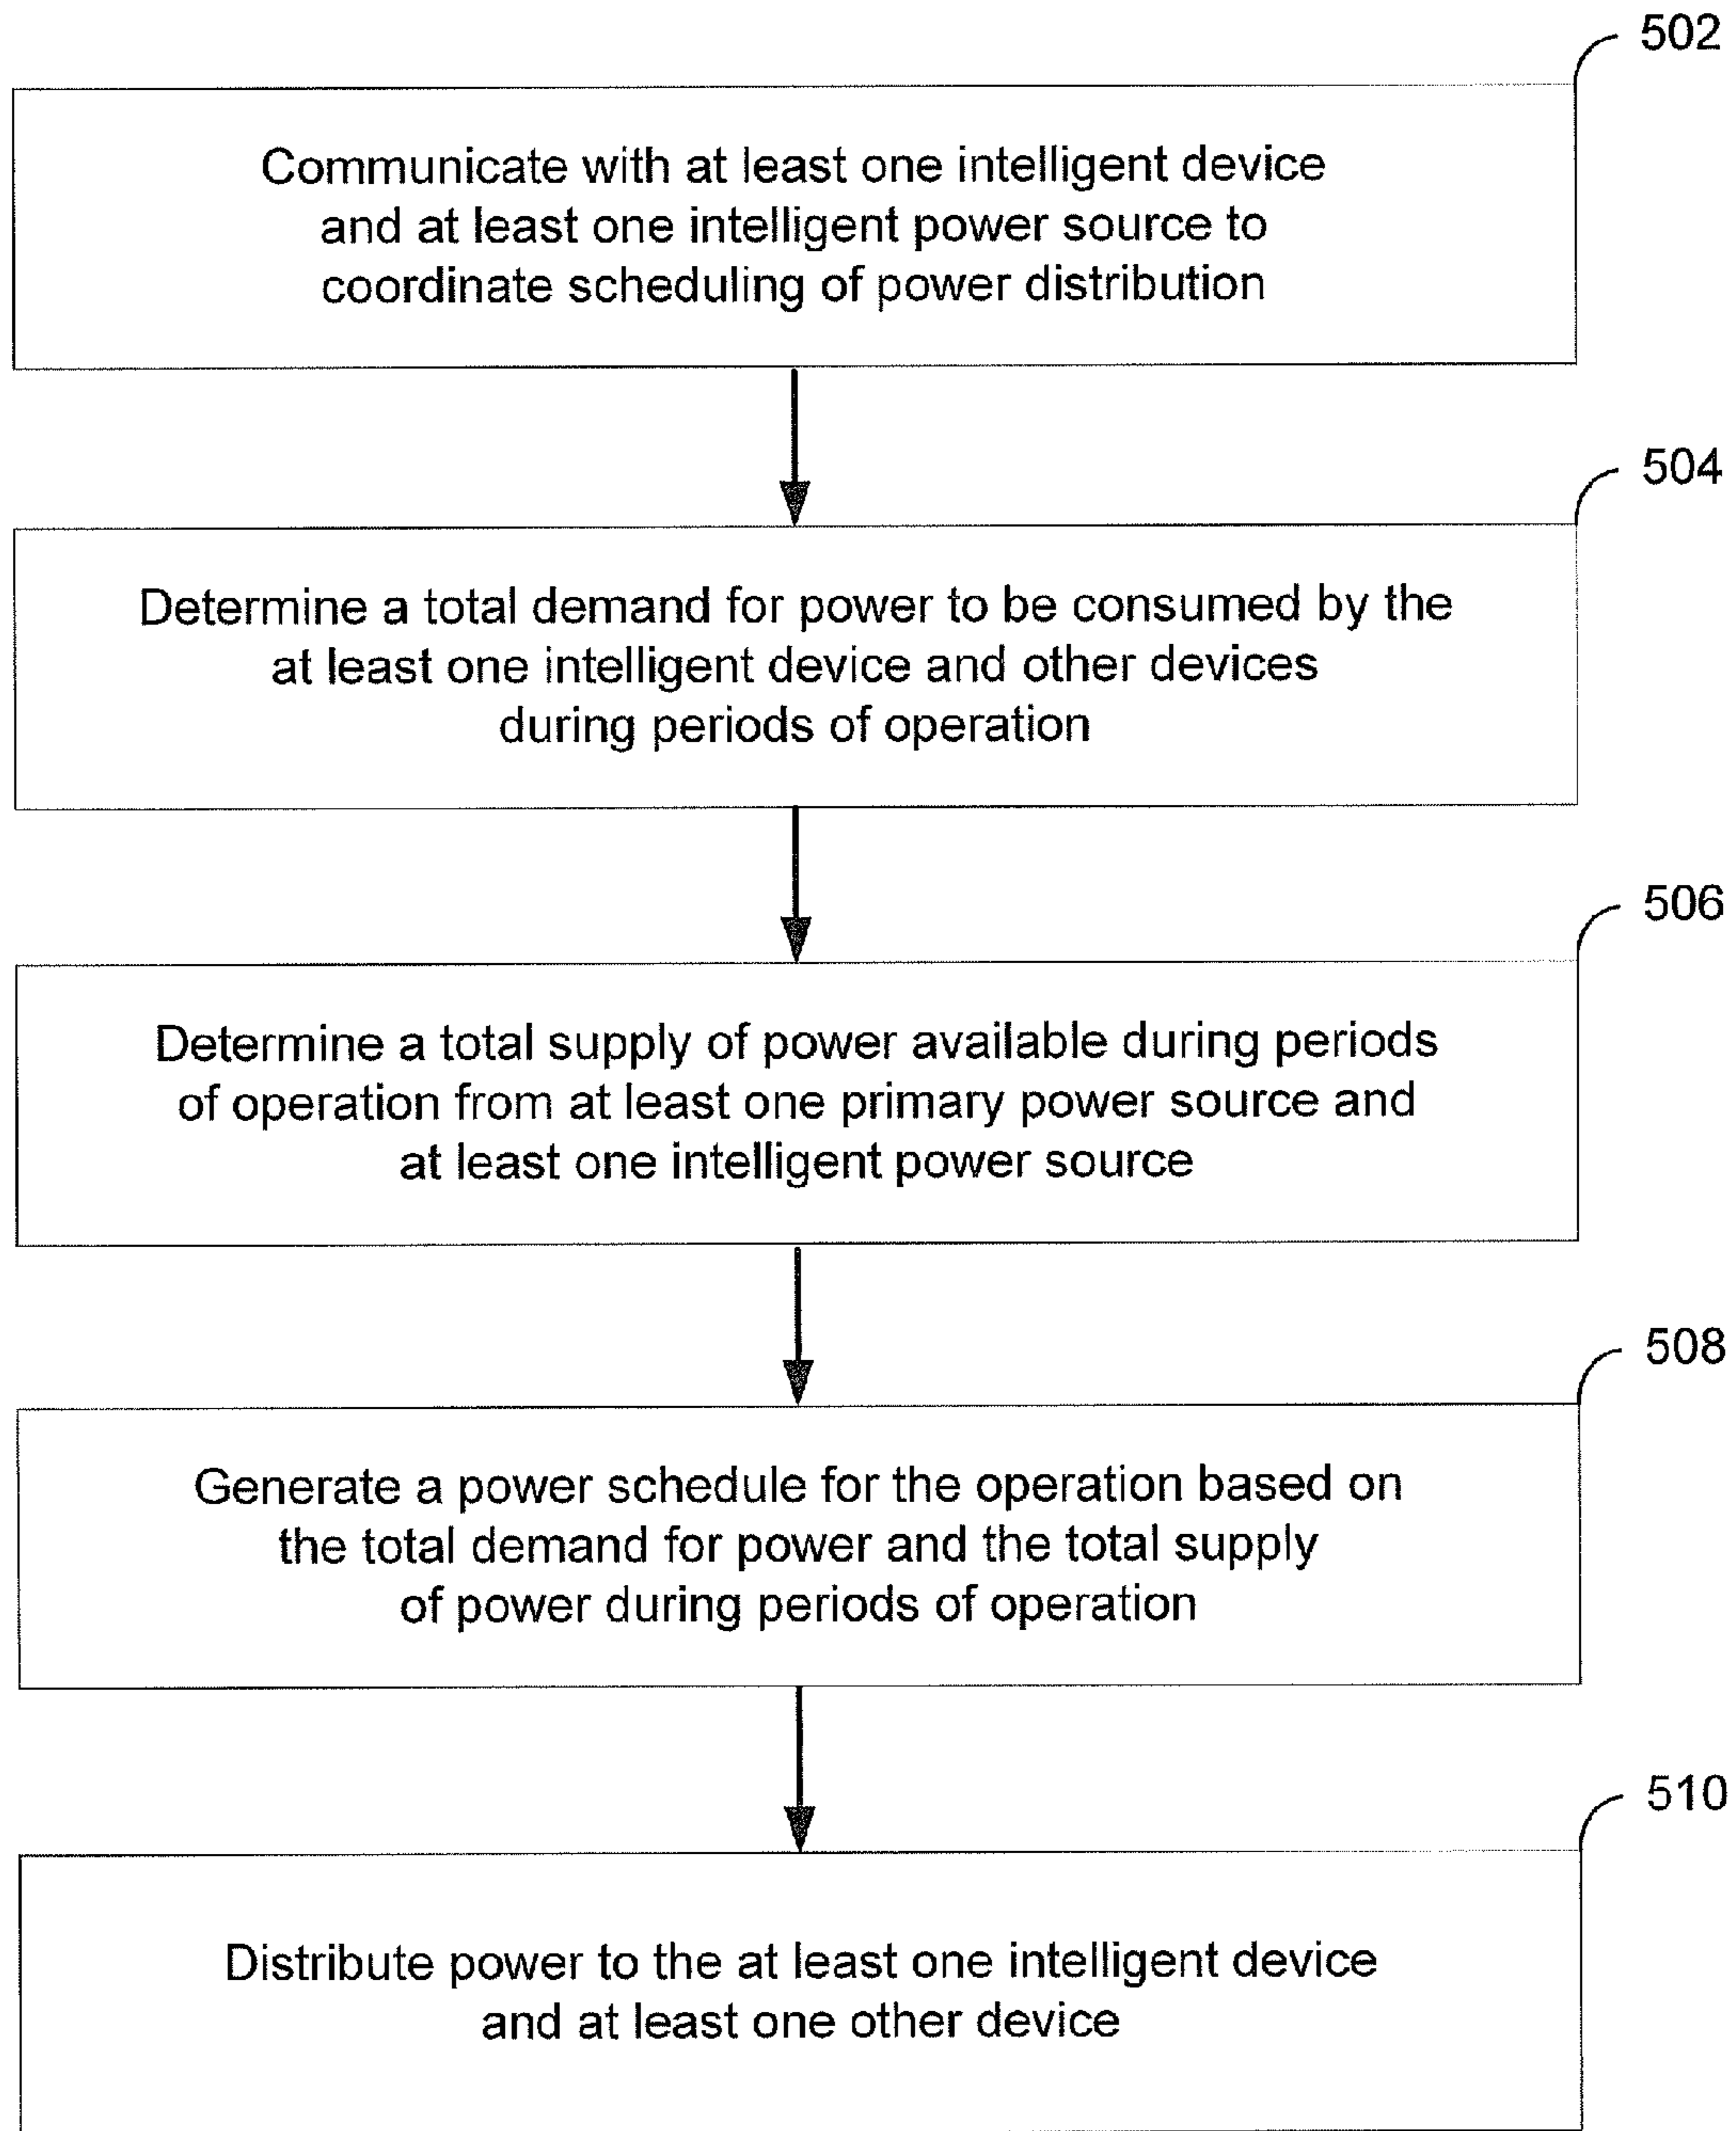 502
Communicate with at least one intelligent device
and at least one intelligent power source to
coordinate scheduling of power distribution
504
Determine a total demand for power to be consumed by the
at least one intelligent device and other devices
during periods of operation
506
Determine a total supply of power available during periods
of operation from at least one primary power source and
at least one intelligent power source
508
Generate a power schedule for the operation based on
the total demand for power and the total supply
of power during periods of operation
510
Distribute power to the at least one intelligent device
and at least one other device